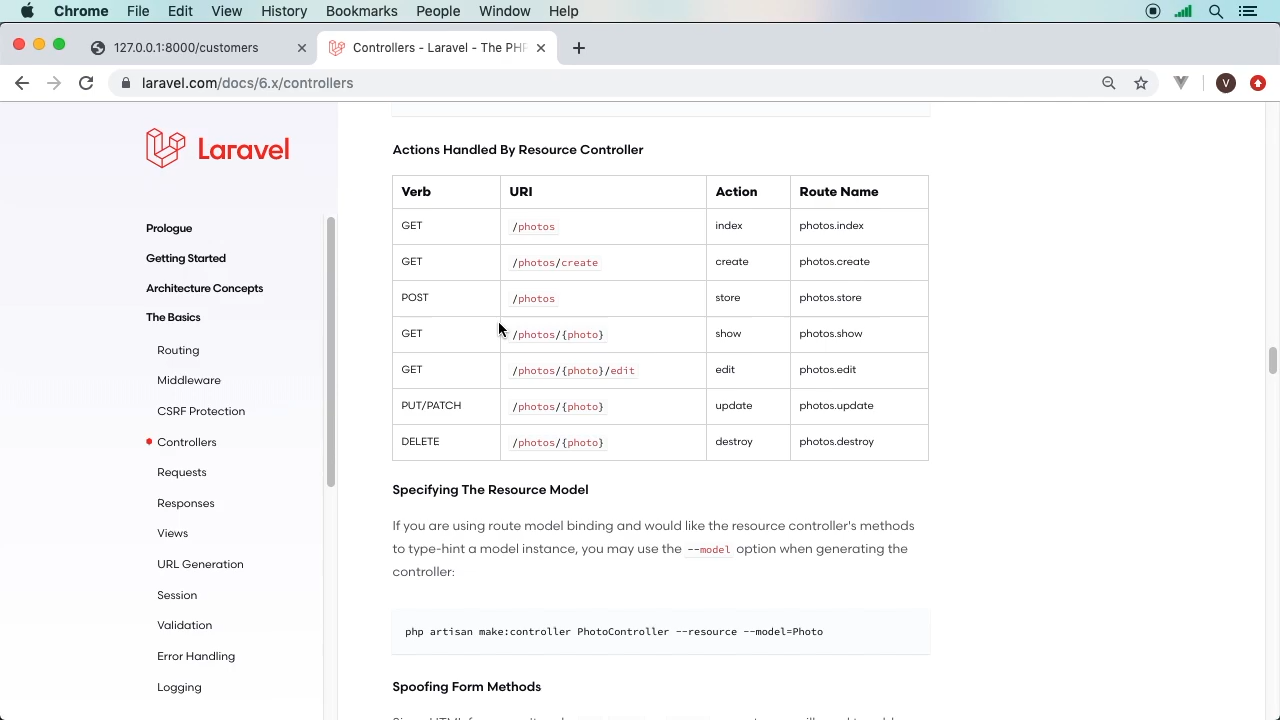 Chrome File Edit View History Bookmarks People Window Help
127.0.0.1:8000/customers
Controllers - Laravel - The PHP
laravel.com/docs/6.x/controllers
V
Laravel
Prologue
Getting Started
Architecture Concepts
The Basics
Routing
Middleware
CSRF Protection
Controllers
Requests
Responses
Views
URL Generation
Session
Validation
Error Handling
Logging
Actions Handled By Resource Controller
Verb URI Action Route Name
GET /photos index photos.index
GET /photos/create create photos.create
POST /photos store photos.store
GET /photos/{photo} show photos.show
GET /photos/{photo}/edit edit photos.edit
PUT/PATCH /photos/{photo} update photos.update
DELETE /photos/{photo} destroy photos.destroy
Specifying The Resource Model
If you are using route model binding and would like the resource controller's methods
to type-hint a model instance, you may use the --model option when generating the
controller:
php artisan make:controller PhotoController --resource --model=Photo
Spoofing Form Methods